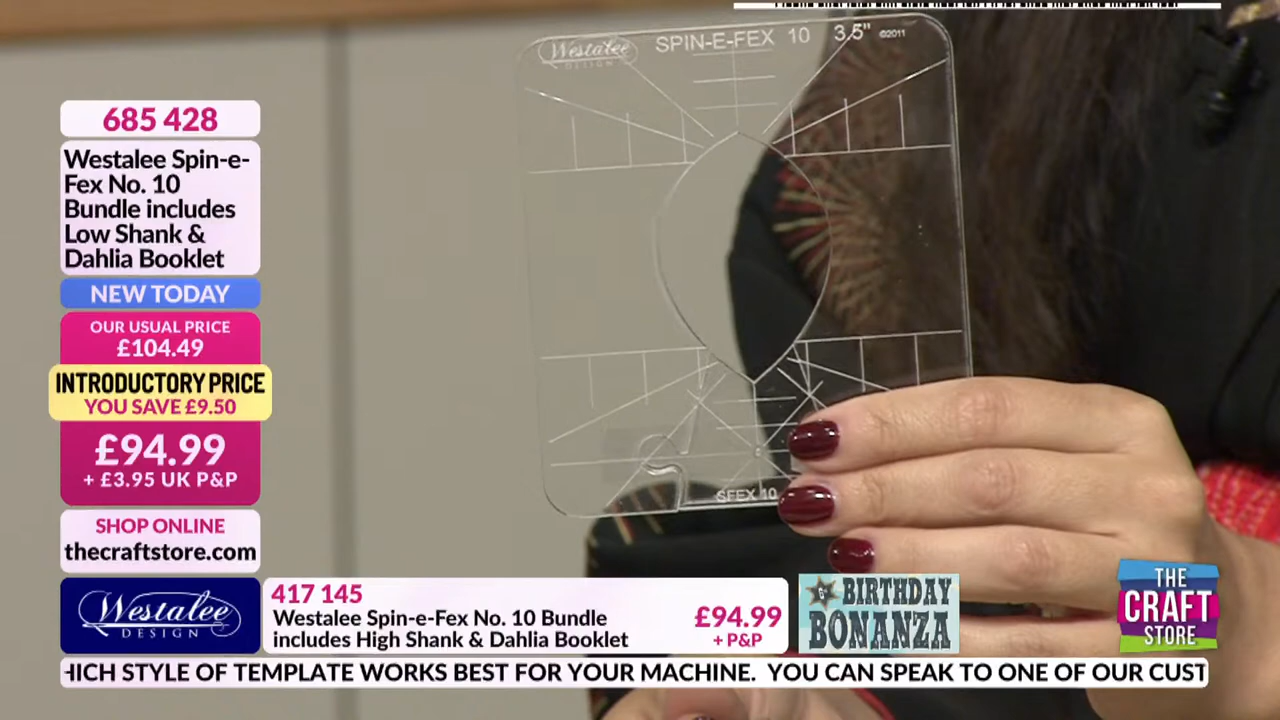 Westalee
DESIGN
SPIN-E-FEX 10 3.5" ©2011
SFEX 10
685 428
Westalee Spin-e-
Fex No. 10
Bundle includes
Low Shank &
Dahlia Booklet
NEW TODAY
OUR USUAL PRICE
£104.49
INTRODUCTORY PRICE
YOU SAVE £9.50
£94.99
+ £3.95 UK P&P
SHOP ONLINE
thecraftstore.com
Westalee
DESIGN
417 145
Westalee Spin-e-Fex No. 10 Bundle
includes High Shank & Dahlia Booklet
£94.99
+ P&P
BIRTHDAY
BONANZA
THE
CRAFT
STORE
HICH STYLE OF TEMPLATE WORKS BEST FOR YOUR MACHINE. YOU CAN SPEAK TO ONE OF OUR CUST